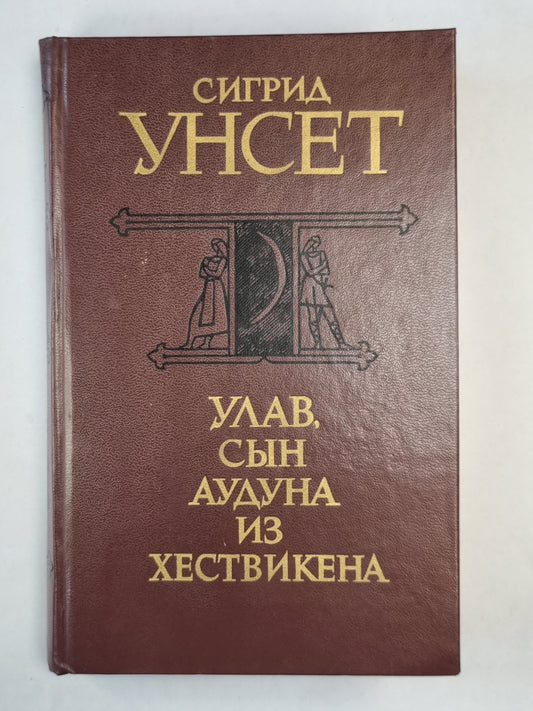 СИГРИД
УНСЕТ
УЛАВ,
СЫН
АУДУНА
ИЗ
ХЕСТВИКЕНА